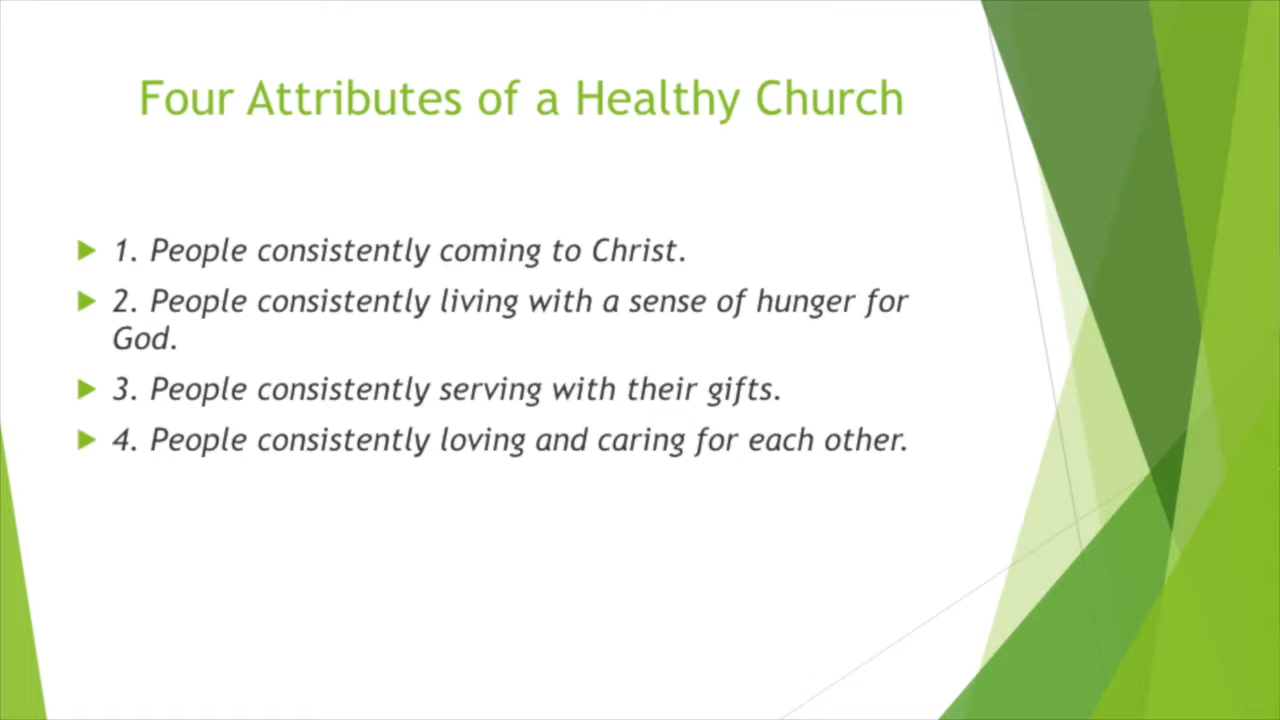 Four Attributes of a Healthy Church
1. People consistently coming to Christ.
2. People consistently living with a sense of hunger for
God.
3. People consistently serving with their gifts.
4. People consistently loving and caring for each other.